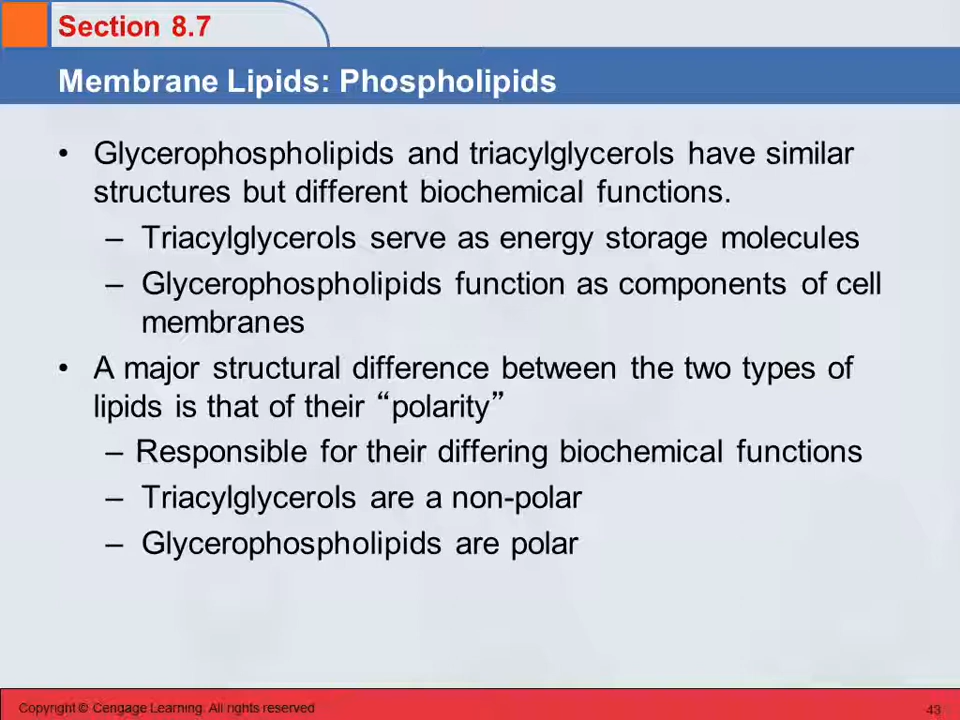 Section 8.7
Membrane Lipids: Phospholipids
• Glycerophospholipids and triacylglycerols have similar
structures but different biochemical functions.
– Triacylglycerols serve as energy storage molecules
– Glycerophospholipids function as components of cell
membranes
• A major structural difference between the two types of
lipids is that of their “polarity”
– Responsible for their differing biochemical functions
– Triacylglycerols are a non-polar
– Glycerophospholipids are polar
Copyright © Cengage Learning. All rights reserved
43